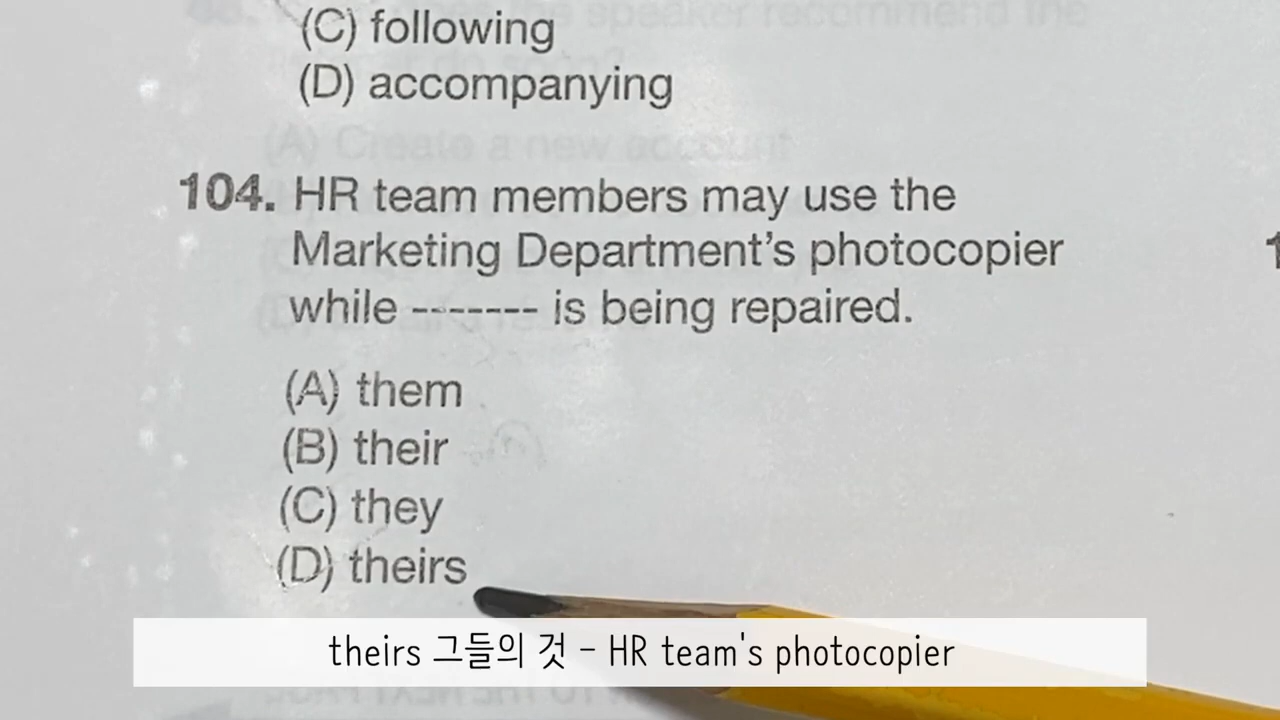 (C) following
(D) accompanying
104. HR team members may use the
Marketing Department's photocopier
while ------- is being repaired.
(A) them
(B) their
(C) they
(D) theirs
theirs 그들의 것 - HR team's photocopier